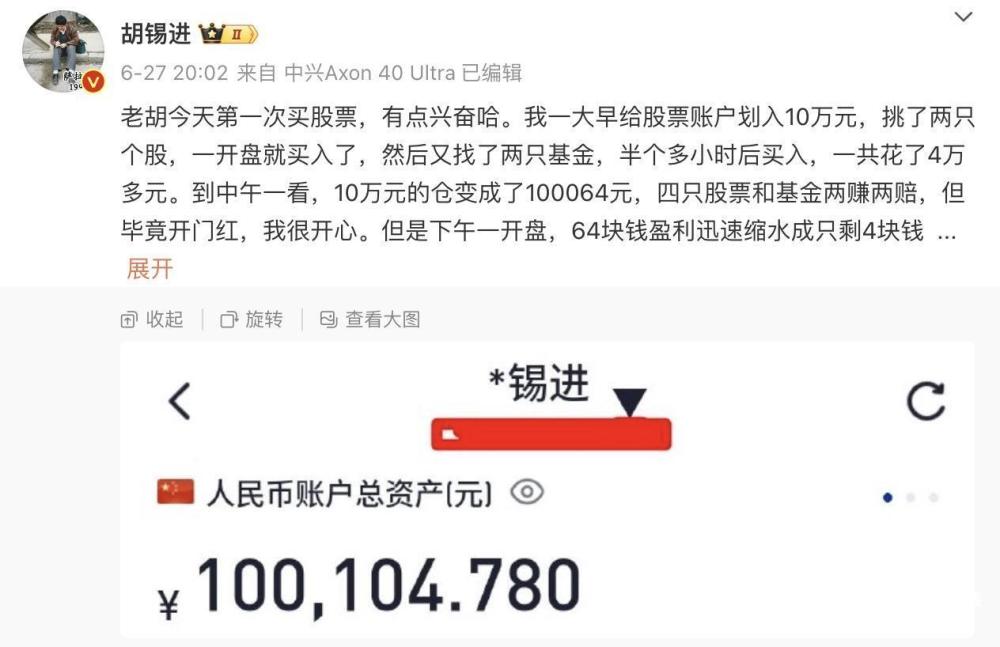 胡锡进 II
6-27 20:02 来自 中兴Axon 40 Ultra 已编辑
老胡今天第一次买股票，有点兴奋哈。我一大早给股票账户划入10万元，挑了两只
个股，一开盘就买入了，然后又找了两只基金，半个多小时后买入，一共花了4万
多元。到中午一看，10万元的仓变成了100064元，四只股票和基金两赚两赔，但
毕竟开门红，我很开心。但是下午一开盘，64块钱盈利迅速缩水成只剩4块钱 ...
展开
收起 旋转 查看大图
*锡进
人民币账户总资产(元)
¥ 100,104.780